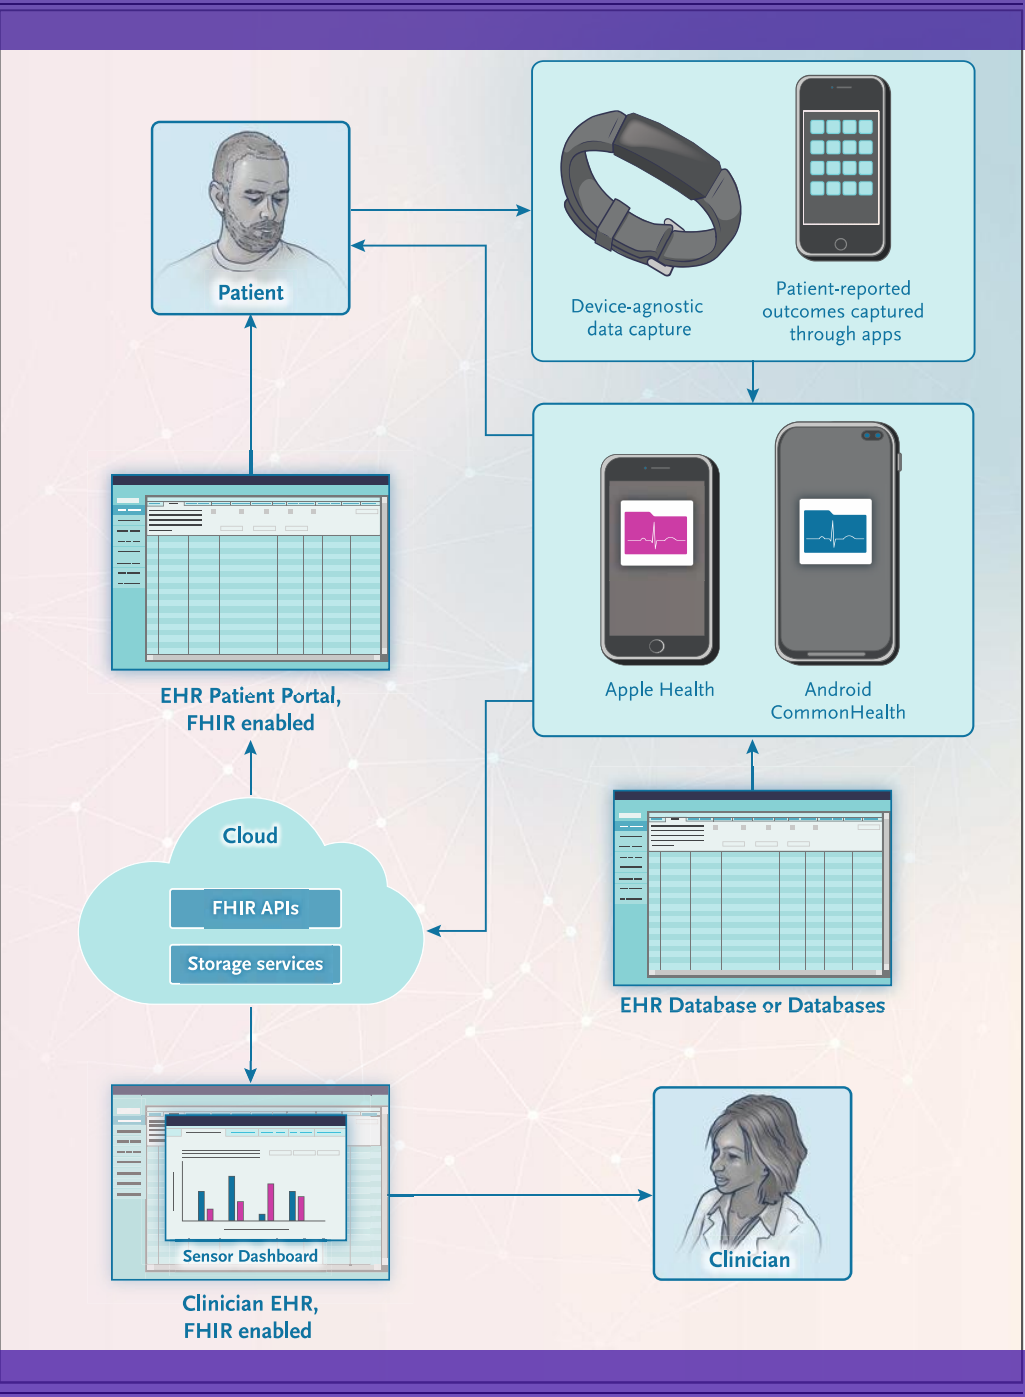 Patient
Device-agnostic
data capture
Patient-reported
outcomes captured
through apps
Apple Health
Android
CommonHealth
EHR Patient Portal,
FHIR enabled
Cloud
FHIR APIs
Storage services
EHR Database or Databases
Sensor Dashboard
Clinician EHR,
FHIR enabled
Clinician